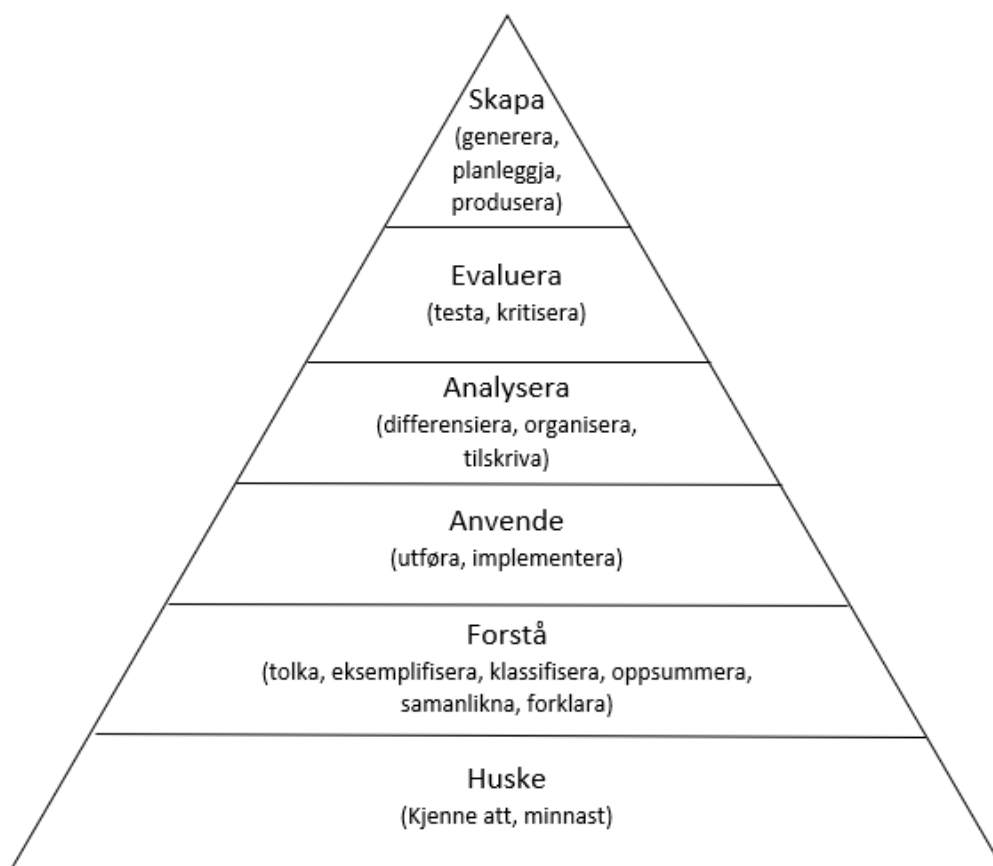 Skapa
(generera,
planleggja,
produsera)
Evaluera
(testa, kritisera)
Analysera
(differensiera, organisera,
tilskriva)
Anvende
(utføra, implementera)
Forstå
(tolka, eksemplifisera, klassifisera, oppsummera,
samanlikna, forklara)
Huske
(Kjenne att, minnast)